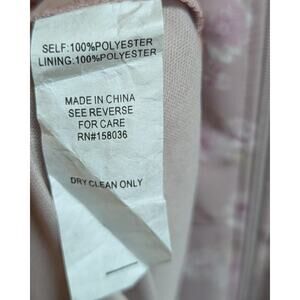 SELF:100%POLYESTER
LINING:100%POLYESTER
MADE IN CHINA
SEE REVERSE
FOR CARE
RN#158036
DRY CLEAN ONLY